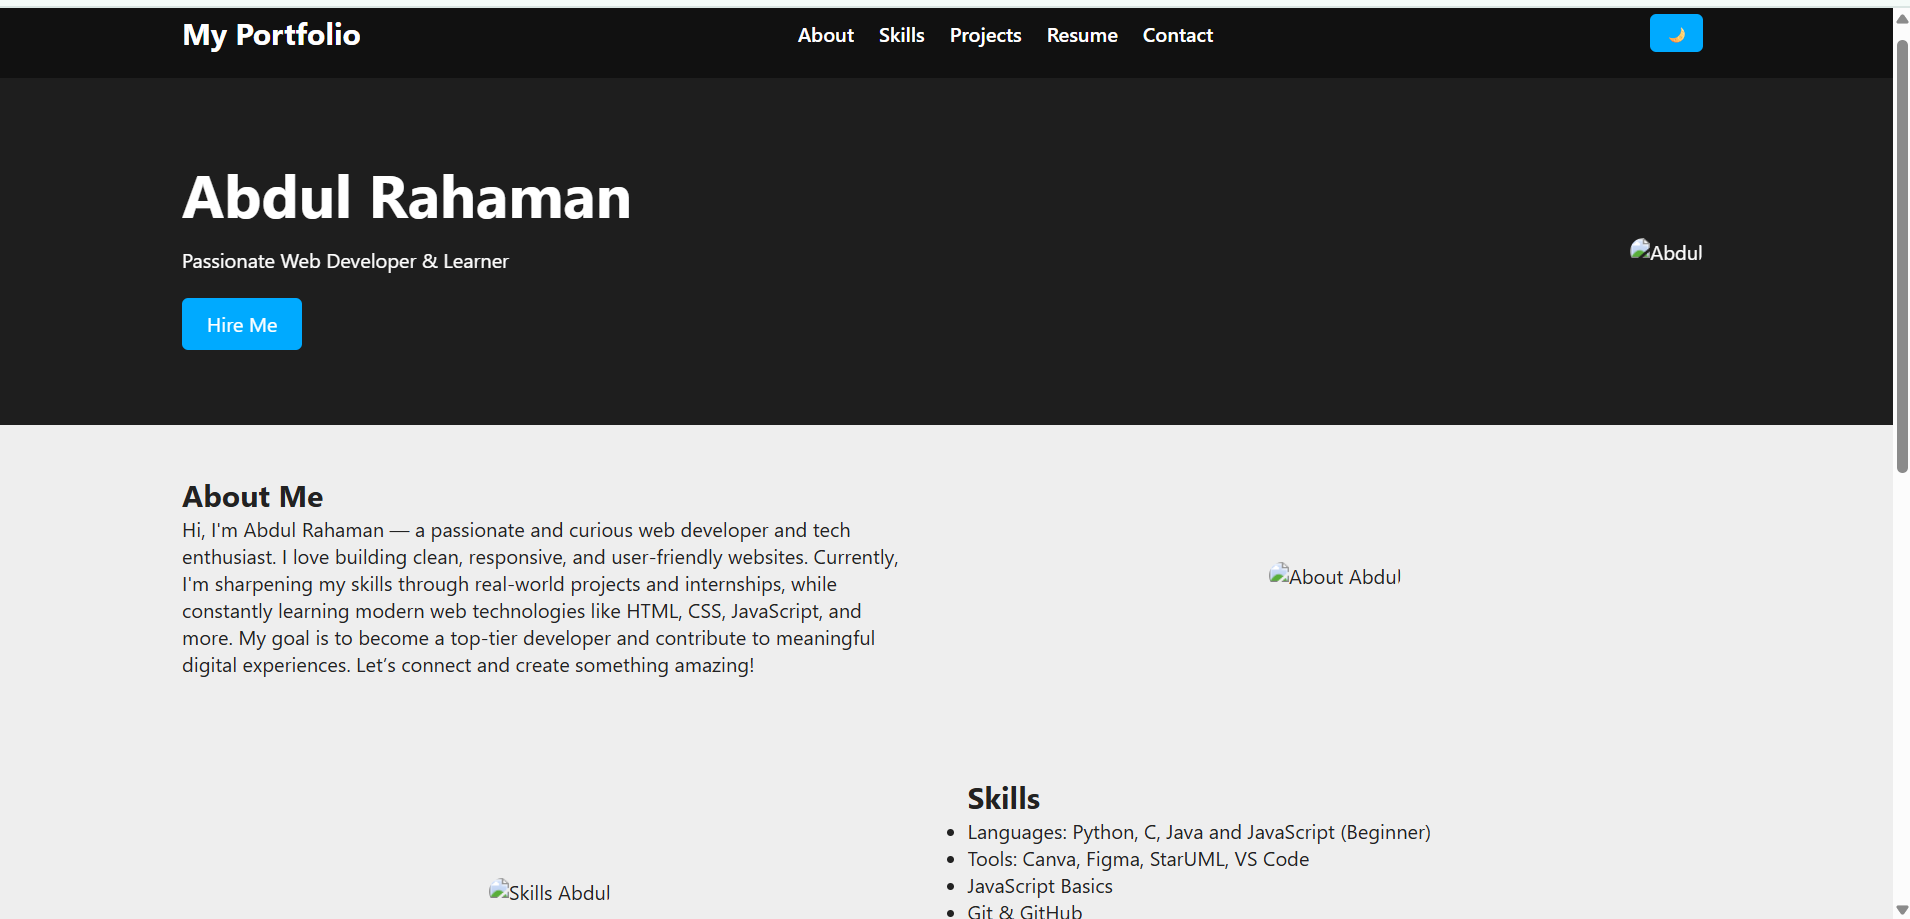 My Portfolio
About Skills Projects Resume Contact
Abdul Rahaman
Passionate Web Developer & Learner
Hire Me
Abdul
About Me
Hi, I'm Abdul Rahaman — a passionate and curious web developer and tech
enthusiast. I love building clean, responsive, and user-friendly websites. Currently,
I'm sharpening my skills through real-world projects and internships, while
constantly learning modern web technologies like HTML, CSS, JavaScript, and
more. My goal is to become a top-tier developer and contribute to meaningful
digital experiences. Let’s connect and create something amazing!
About Abdul
Skills Abdul
Skills
• Languages: Python, C, Java and JavaScript (Beginner)
• Tools: Canva, Figma, StarUML, VS Code
• JavaScript Basics
• Git & GitHub